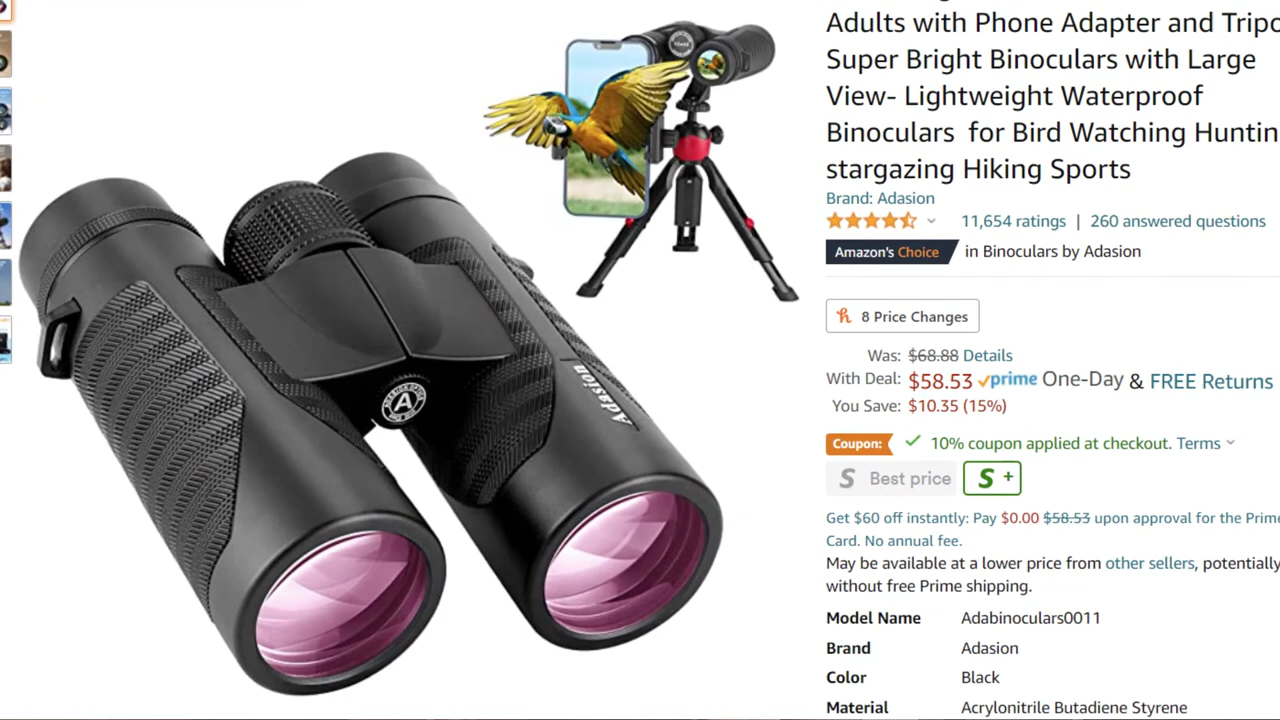 Adults with Phone Adapter and Tripo
Super Bright Binoculars with Large
View- Lightweight Waterproof
Binoculars for Bird Watching Huntin
stargazing Hiking Sports
Brand: Adasion
11,654 ratings | 260 answered questions
Amazon's Choice in Binoculars by Adasion
8 Price Changes
Was: $68.88 Details
With Deal: $58.53 prime One-Day & FREE Returns
You Save: $10.35 (15%)
Coupon: 10% coupon applied at checkout. Terms
S Best price S +
Get $60 off instantly: Pay $0.00 $58.53 upon approval for the Prime
Card. No annual fee.
May be available at a lower price from other sellers, potentially
without free Prime shipping.
Model Name Adabinoculars0011
Brand Adasion
Color Black
Material Acrylonitrile Butadiene Styrene
Adasion
A